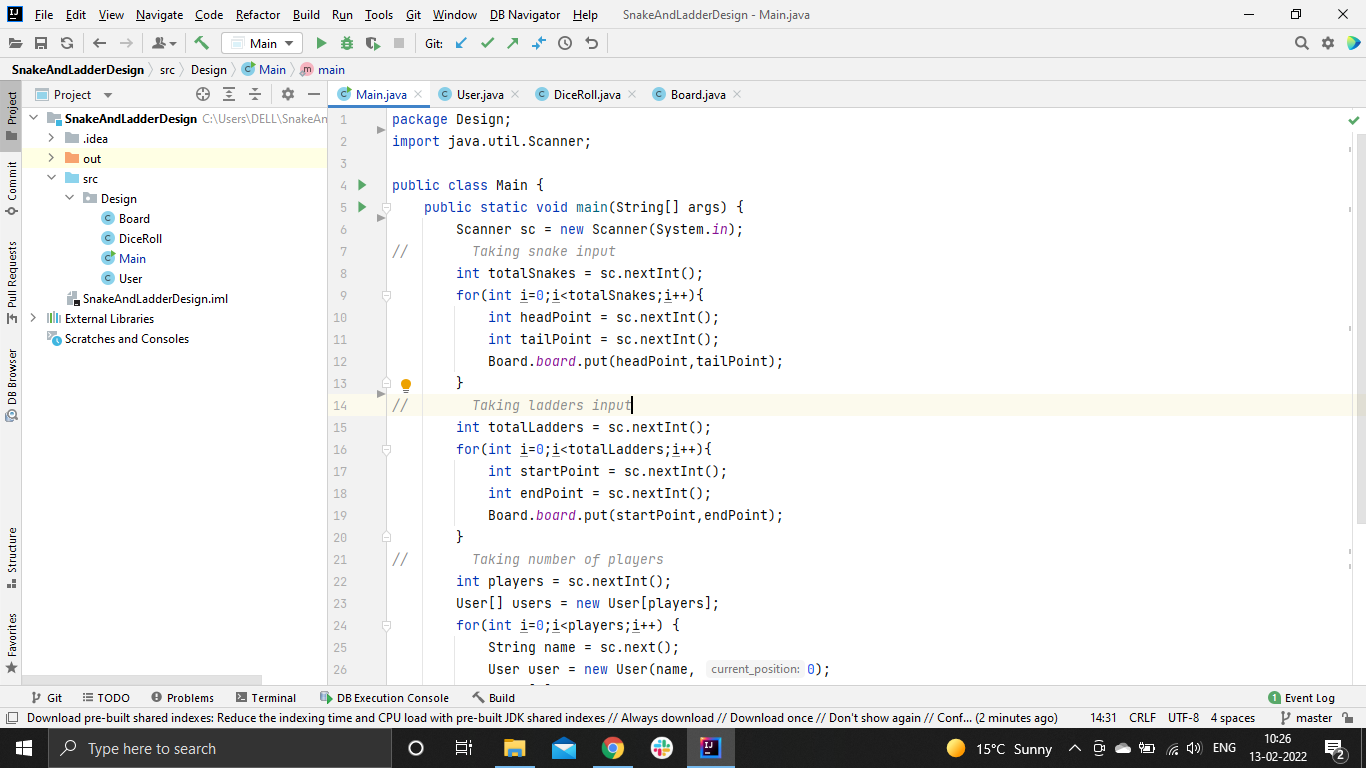 File Edit View Navigate Code Refactor Build Run Tools Git Window DB Navigator Help SnakeAndLadderDesign - Main.java
Main Git:
SnakeAndLadderDesign src Design Main main
Project
Main.java User.java DiceRoll.java Board.java
SnakeAndLadderDesign C:\Users\DELL\SnakeAn
.idea
out
src
Design
Board
DiceRoll
Main
User
SnakeAndLadderDesign.iml
External Libraries
Scratches and Consoles
Project
Commit
Pull Requests
DB Browser
Structure
Favorites
1 package Design;
2 import java.util.Scanner;
3
4 public class Main {
5 public static void main(String[] args) {
6 Scanner sc = new Scanner(System.in);
7 // Taking snake input
8 int totalSnakes = sc.nextInt();
9 for(int i=0;i<totalSnakes;i++){
10 int headPoint = sc.nextInt();
11 int tailPoint = sc.nextInt();
12 Board.board.put(headPoint,tailPoint);
13 }
14 // Taking ladders input
15 int totalLadders = sc.nextInt();
16 for(int i=0;i<totalLadders;i++){
17 int startPoint = sc.nextInt();
18 int endPoint = sc.nextInt();
19 Board.board.put(startPoint,endPoint);
20 }
21 // Taking number of players
22 int players = sc.nextInt();
23 User[] users = new User[players];
24 for(int i=0;i<players;i++) {
25 String name = sc.next();
26 User user = new User(name, current_position: 0);
Git TODO Problems Terminal DB Execution Console Build 1 Event Log
Download pre-built shared indexes: Reduce the indexing time and CPU load with pre-built JDK shared indexes // Always download // Download once // Don't show again // Conf... (2 minutes ago) 14:31 CRLF UTF-8 4 spaces master
Type here to search 15°C Sunny ENG 10:26
13-02-2022 2